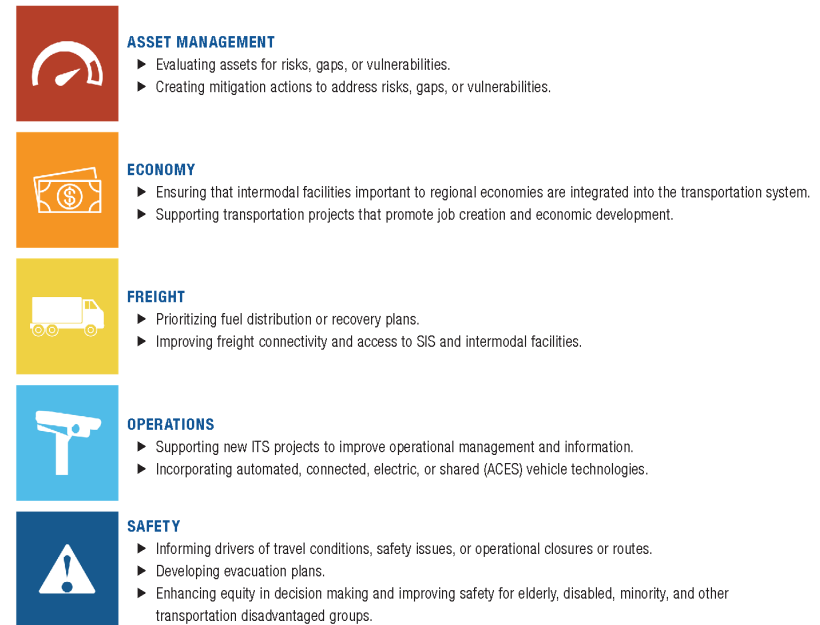 ASSET MANAGEMENT
▶ Evaluating assets for risks, gaps, or vulnerabilities.
▶ Creating mitigation actions to address risks, gaps, or vulnerabilities.
$
ECONOMY
▶ Ensuring that intermodal facilities important to regional economies are integrated into the transportation system.
▶ Supporting transportation projects that promote job creation and economic development.
FREIGHT
▶ Prioritizing fuel distribution or recovery plans.
▶ Improving freight connectivity and access to SIS and intermodal facilities.
OPERATIONS
▶ Supporting new ITS projects to improve operational management and information.
▶ Incorporating automated, connected, electric, or shared (ACES) vehicle technologies.
!
SAFETY
▶ Informing drivers of travel conditions, safety issues, or operational closures or routes.
▶ Developing evacuation plans.
▶ Enhancing equity in decision making and improving safety for elderly, disabled, minority, and other
transportation disadvantaged groups.